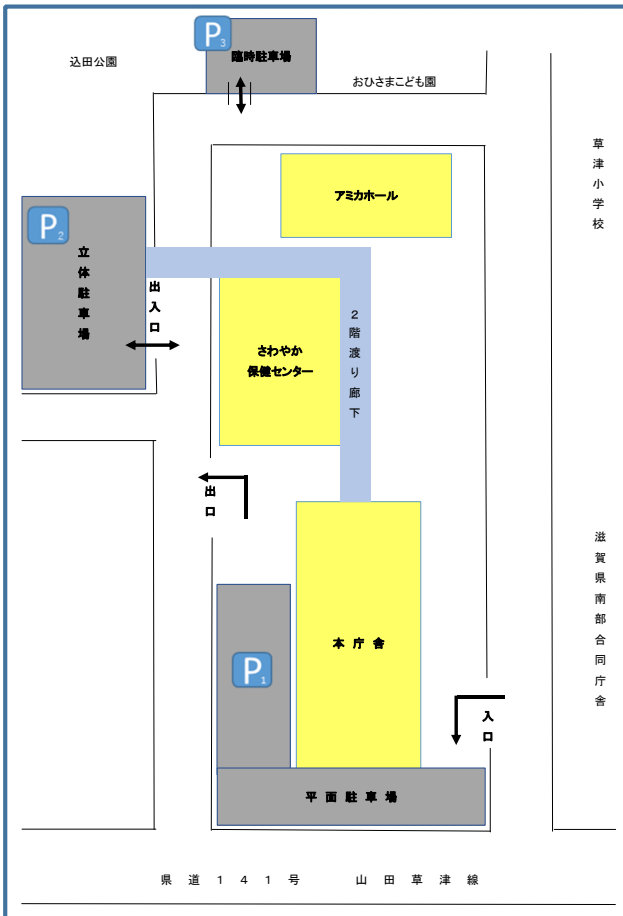 P3
臨時駐車場
込田公園
おひさまこども園
草津小学校
アミカホール
P2
立体駐車場
出入口
2階渡り廊下
さわやか
保健センター
出口
滋賀県南部合同庁舎
本庁舎
P1
入口
平面駐車場
県道141号 山田草津線